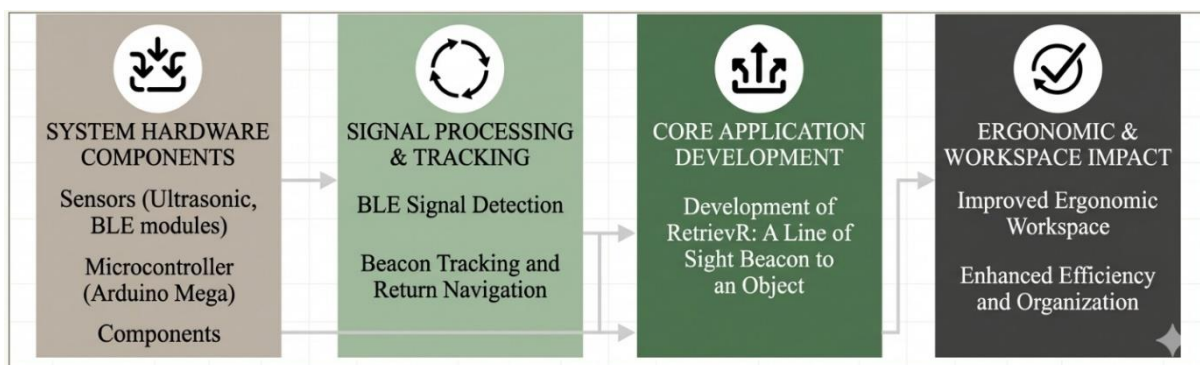 SYSTEM HARDWARE
COMPONENTS
Sensors (Ultrasonic,
BLE modules)
Microcontroller
(Arduino Mega)
Components
SIGNAL PROCESSING
& TRACKING
BLE Signal Detection
Beacon Tracking and
Return Navigation
CORE APPLICATION
DEVELOPMENT
Development of
RetrievR: A Line of
Sight Beacon to
an Object
ERGONOMIC &
WORKSPACE IMPACT
Improved Ergonomic
Workspace
Enhanced Efficiency
and Organization